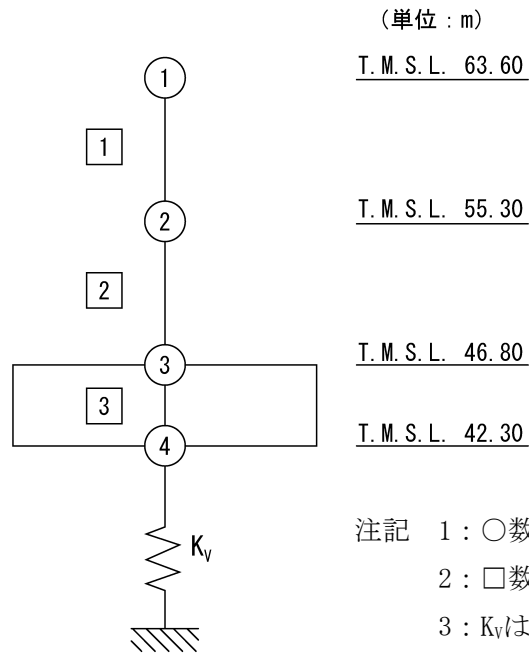 (単位：m)
① T.M.S.L. 63.60
1
② T.M.S.L. 55.30
2
③ T.M.S.L. 46.80
3
④ T.M.S.L. 42.30
Kv
注記 1：○数
2：□数
3：Kvは